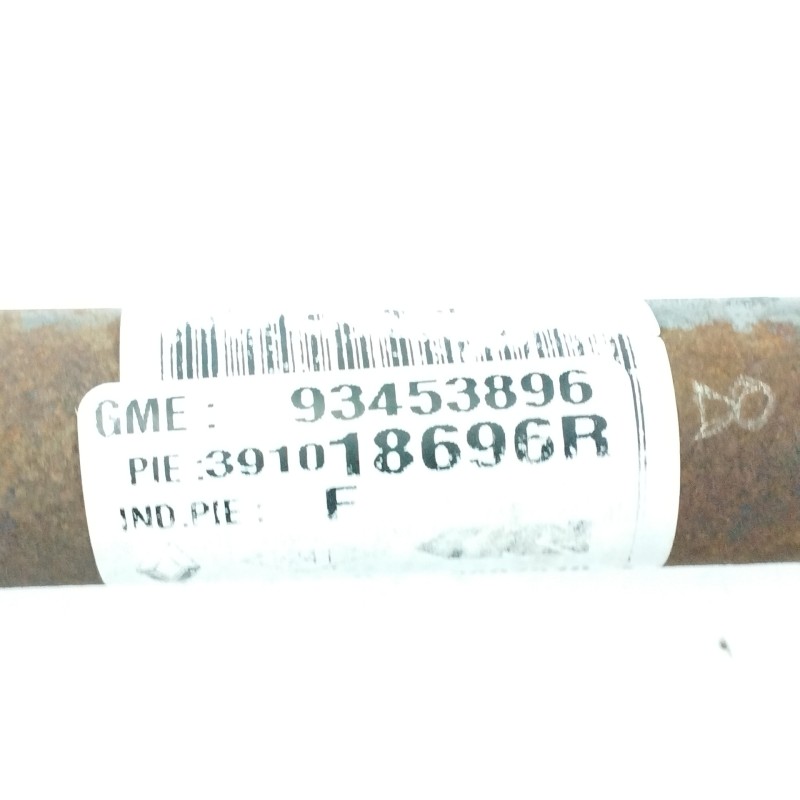 GME : 93453896
PIE :391018696R
IND.PIE : F